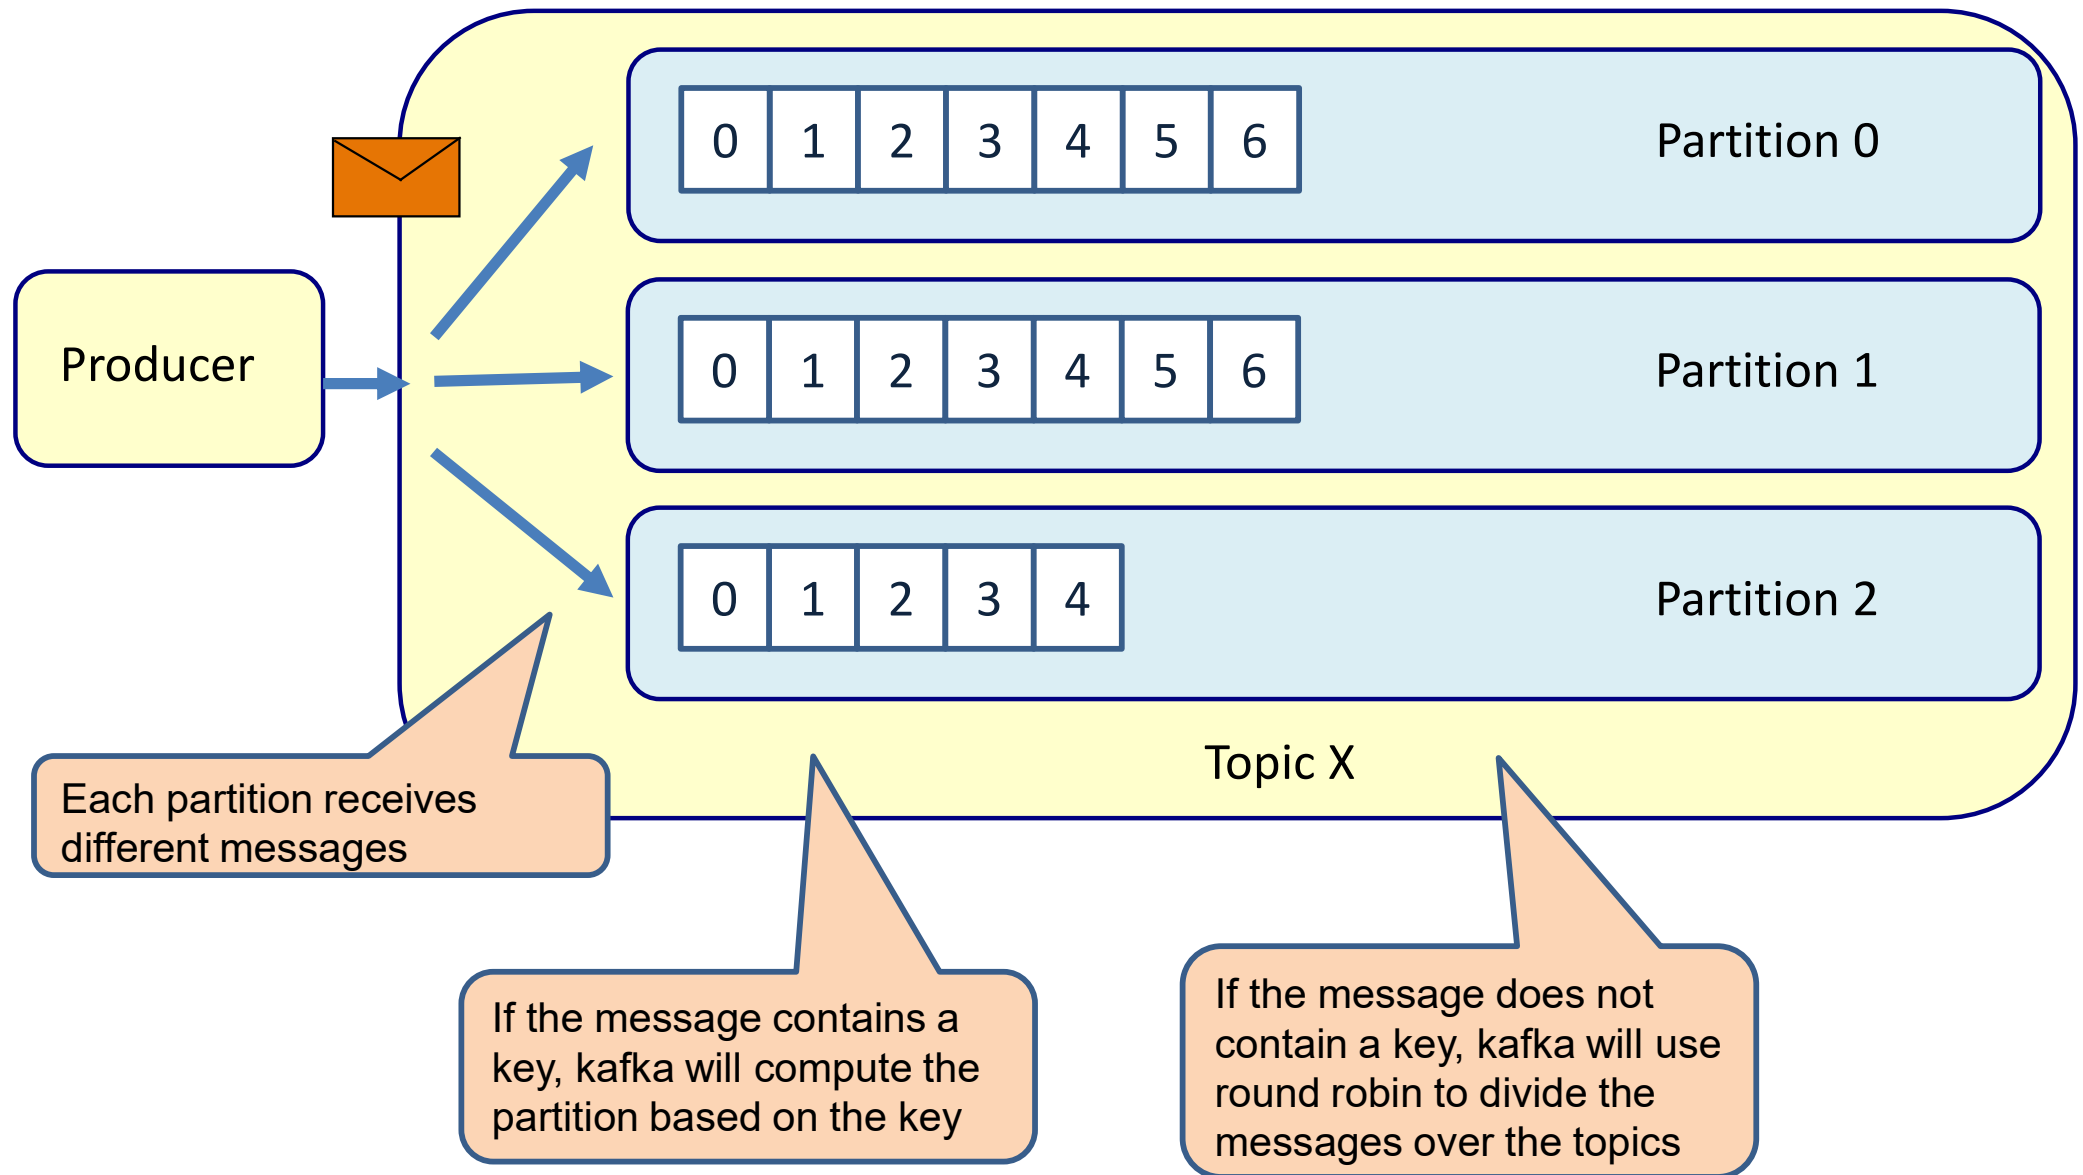 0 1 2 3 4 5 6 Partition 0
Producer
0 1 2 3 4 5 6 Partition 1
0 1 2 3 4 Partition 2
Topic X
Each partition receives
different messages
If the message contains a
key, kafka will compute the
partition based on the key
If the message does not
contain a key, kafka will use
round robin to divide the
messages over the topics